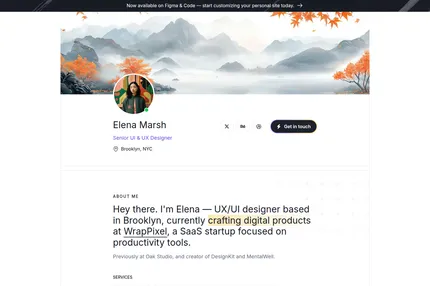 Now available on Figma & Code — start customizing your personal site today. →
Elena Marsh
Senior UI & UX Designer
Brooklyn, NYC
Get in touch
ABOUT ME
Hey there. I'm Elena — UX/UI designer based
in Brooklyn, currently crafting digital products
at WrapPixel, a SaaS startup focused on
productivity tools.
Previously at Oak Studio, and creator of DesignKit and MentalWell.
SERVICES